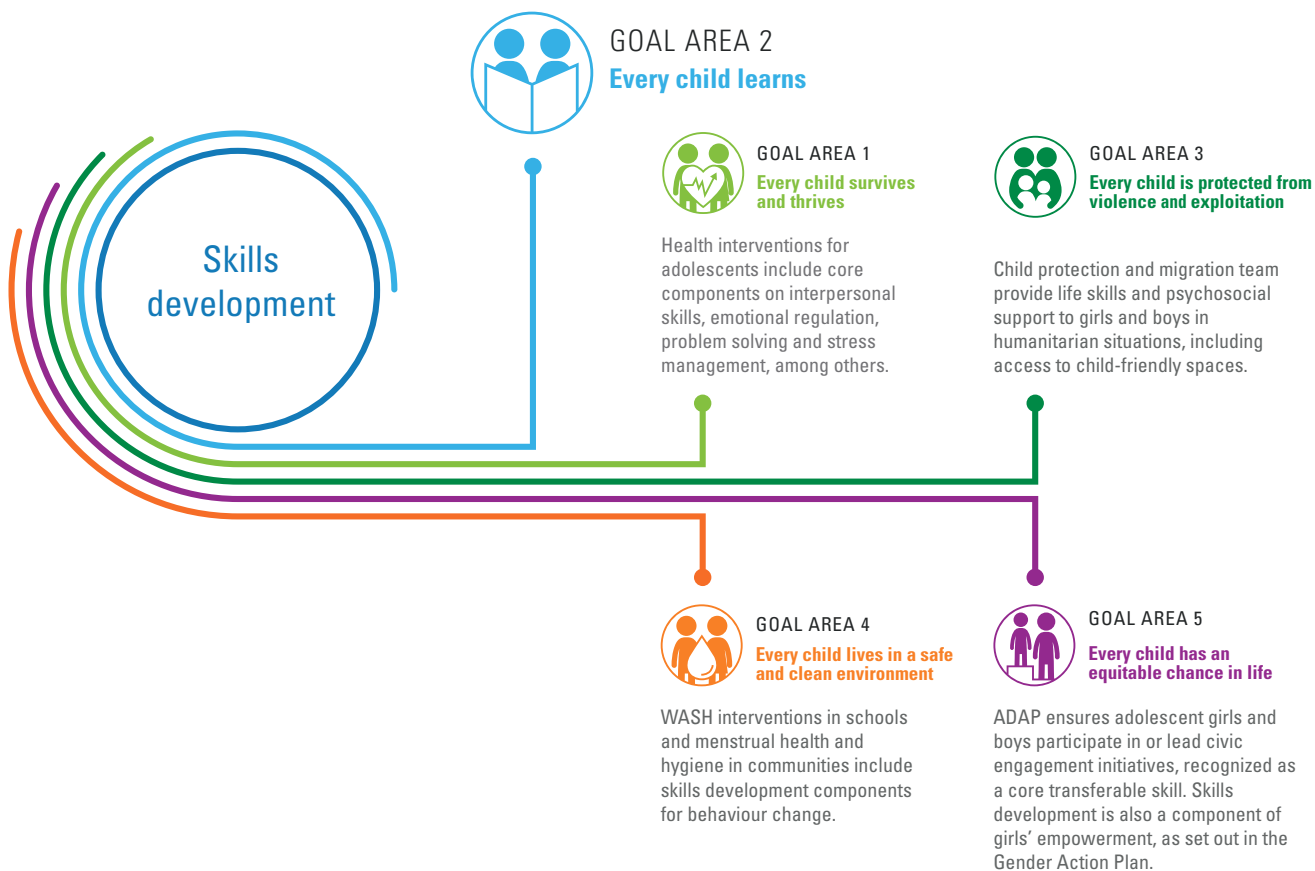 GOAL AREA 2
Every child learns
Skills
development
GOAL AREA 1
Every child survives
and thrives
Health interventions for
adolescents include core
components on interpersonal
skills, emotional regulation,
problem solving and stress
management, among others.
GOAL AREA 3
Every child is protected from
violence and exploitation
Child protection and migration team
provide life skills and psychosocial
support to girls and boys in
humanitarian situations, including
access to child-friendly spaces.
GOAL AREA 4
Every child lives in a safe
and clean environment
WASH interventions in schools
and menstrual health and
hygiene in communities include
skills development components
for behaviour change.
GOAL AREA 5
Every child has an
equitable chance in life
ADAP ensures adolescent girls and
boys participate in or lead civic
engagement initiatives, recognized as
a core transferable skill. Skills
development is also a component of
girls’ empowerment, as set out in the
Gender Action Plan.